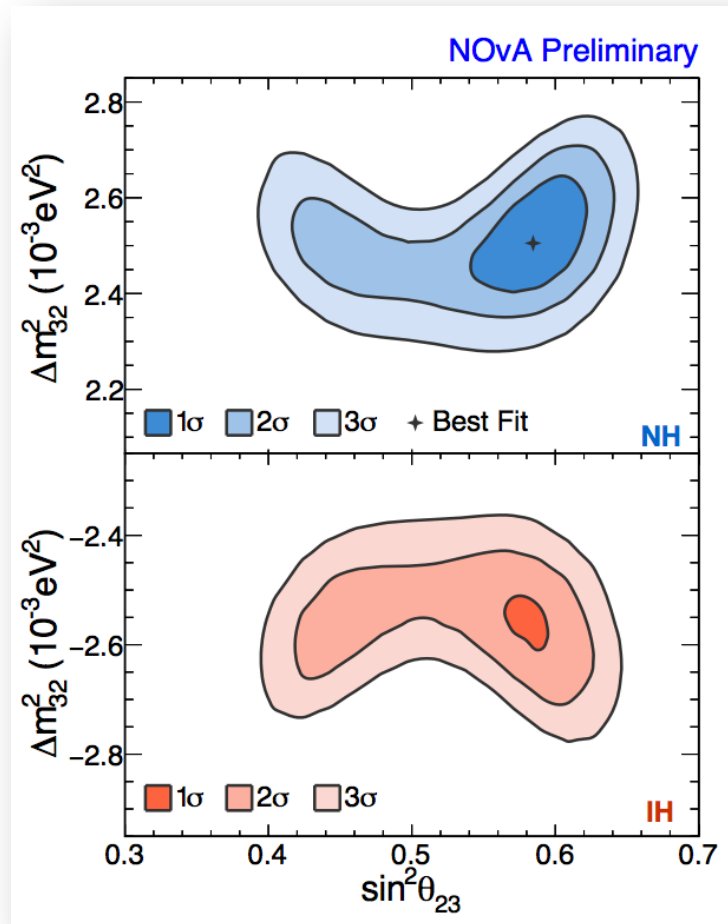 NOνA Preliminary
Δm²₃₂ (10⁻³eV²)
2.8
2.6
2.4
2.2
1σ 2σ 3σ Best Fit
NH
Δm²₃₂ (10⁻³eV²)
−2.4
−2.6
−2.8
1σ 2σ 3σ
IH
0.3 0.4 0.5 0.6 0.7
sin²θ₂₃